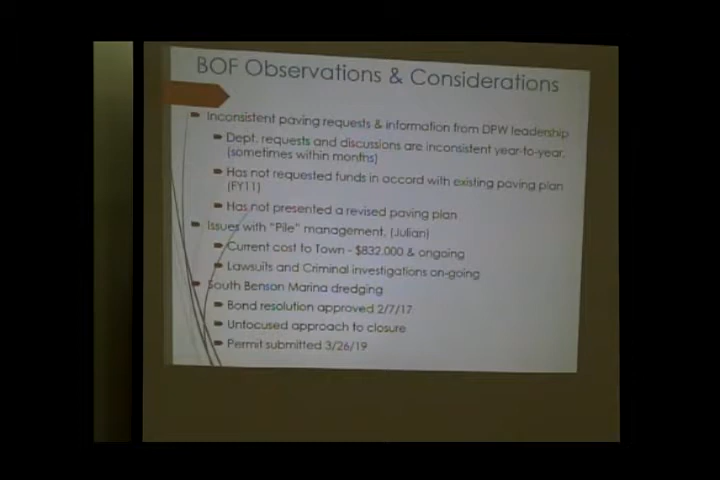 BOF Observations & Considerations
Inconsistent paving requests & information from DPW leadership
Dept. requests and discussions are inconsistent year-to-year,
(sometimes within months)
Has not requested funds in accord with existing paving plan
(FY11)
Has not presented a revised paving plan
Issues with "Pile" management, (Julian)
Current cost to Town - $832,000 & ongoing
Lawsuits and Criminal investigations on-going
South Benson Marina dredging
Bond resolution approved 2/7/17
Unfocused approach to closure
Permit submitted 3/26/19